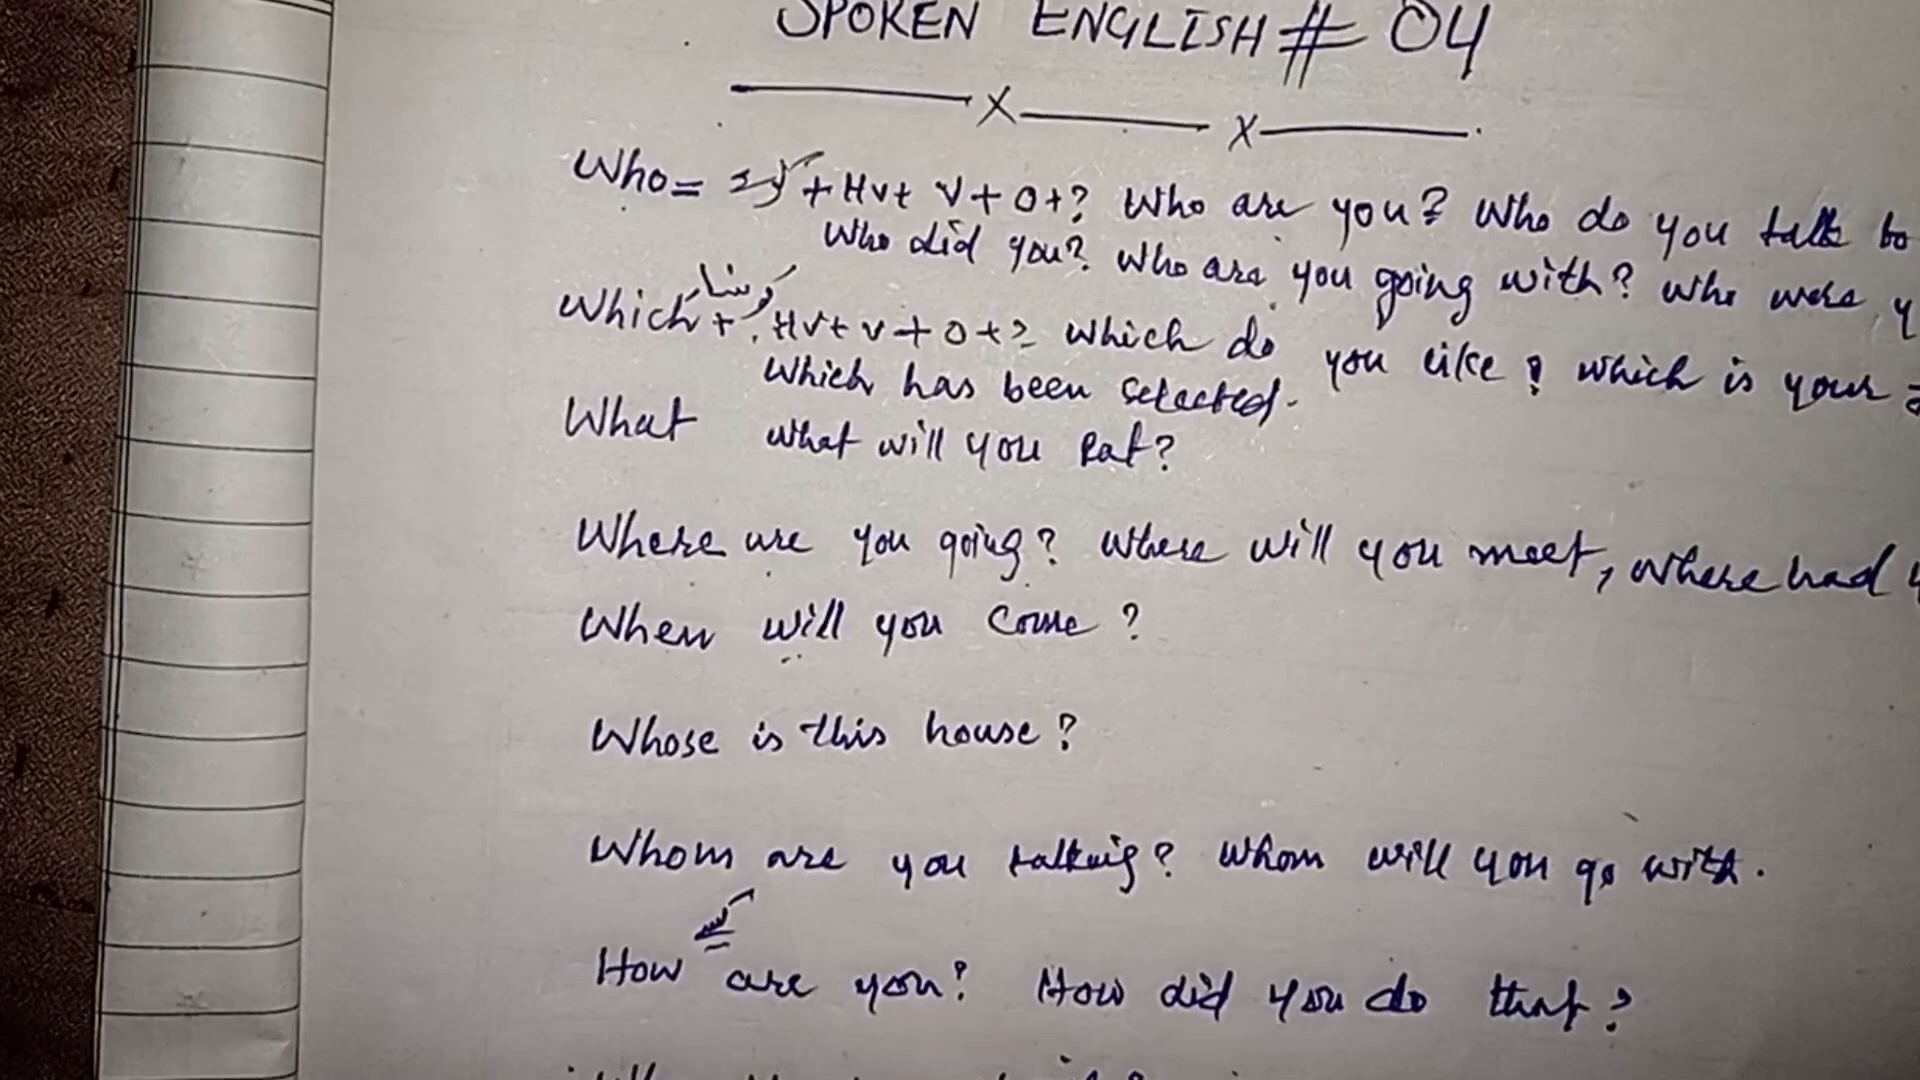 SPOKEN ENGLISH # 04
Who = + Hv + V + O + ? Who are you? Who do you talk to
Who did you? Who are you going with? Who were y
Which + کونسا Hv + v + o + ? Which do you like? which is your
Which has been selected.
What what will you eat?
Where are you going? Where will you meet, where had
When will you come?
Whose is this house?
Whom are you talking? Whom will you go with.
How are you? How did you do that?